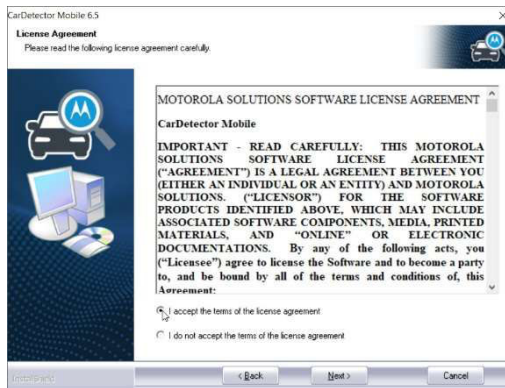 CarDetector Mobile 6.5
License Agreement
Please read the following license agreement carefully.
MOTOROLA SOLUTIONS SOFTWARE LICENSE AGREEMENT
CarDetector Mobile
IMPORTANT - READ CAREFULLY: THIS MOTOROLA
SOLUTIONS SOFTWARE LICENSE AGREEMENT
(“AGREEMENT”) IS A LEGAL AGREEMENT BETWEEN YOU
(EITHER AN INDIVIDUAL OR AN ENTITY) AND MOTOROLA
SOLUTIONS. (“LICENSOR”) FOR THE SOFTWARE
PRODUCTS IDENTIFIED ABOVE, WHICH MAY INCLUDE
ASSOCIATED SOFTWARE COMPONENTS, MEDIA, PRINTED
MATERIALS, AND “ONLINE” OR ELECTRONIC
DOCUMENTATIONS. By any of the following acts, you
(“Licensee”) agree to license the Software and to become a party
to, and be bound by all of the terms and conditions of, this
Agreement:
I accept the terms of the license agreement
I do not accept the terms of the license agreement
InstallShield
< Back
Next >
Cancel